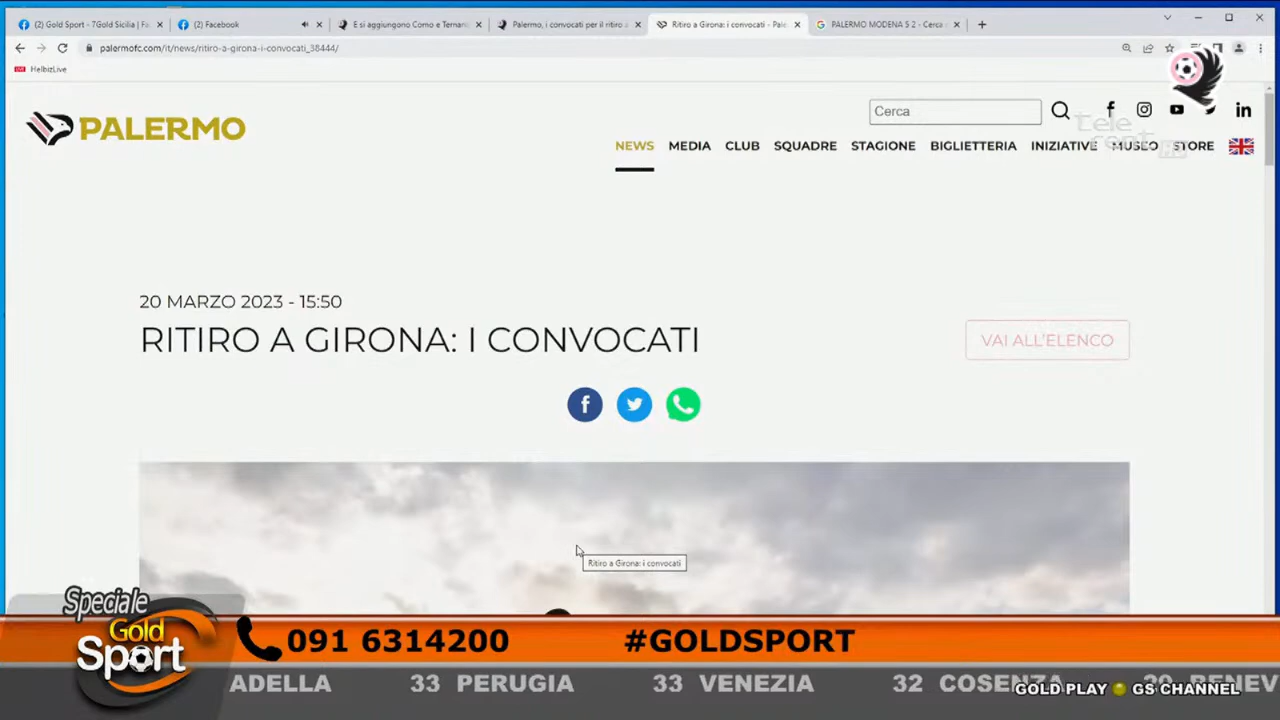 (2) Gold Sport - 7Gold Sicilia | Fa
(2) Facebook
E si aggiungono Como e Ternana
Palermo, i convocati per il ritiro a
Ritiro a Girona: i convocati - Pale
PALERMO MODENA 5 2 - Cerca
palermofc.com/it/news/ritiro-a-girona-i-convocati_38444/
HelbizLive
PALERMO
Cerca
tele
NEWS MEDIA CLUB SQUADRE STAGIONE BIGLIETTERIA INIZIATIVE MUSEO STORE
20 MARZO 2023 - 15:50
RITIRO A GIRONA: I CONVOCATI
VAI ALL'ELENCO
Ritiro a Girona: i convocati
Speciale
Gold
Sport
091 6314200 #GOLDSPORT
ADELLA 33 PERUGIA 33 VENEZIA 32 COSENZA
GOLD PLAY GS CHANNEL